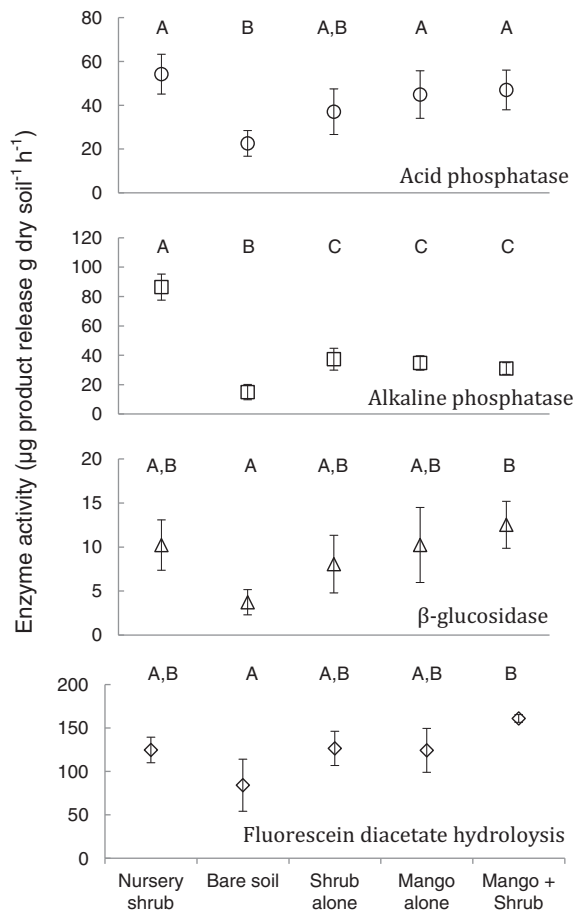 Enzyme activity (µg product release g dry soil⁻¹ h⁻¹)
80
60
40
20
0
A B A,B A A
Acid phosphatase
120
100
80
60
40
20
0
A B C C C
Alkaline phosphatase
20
15
10
5
0
A,B A A,B A,B B
β-glucosidase
200
150
100
50
0
A,B A A,B A,B B
Fluorescein diacetate hydroloysis
Nursery shrub
Bare soil
Shrub alone
Mango alone
Mango + Shrub